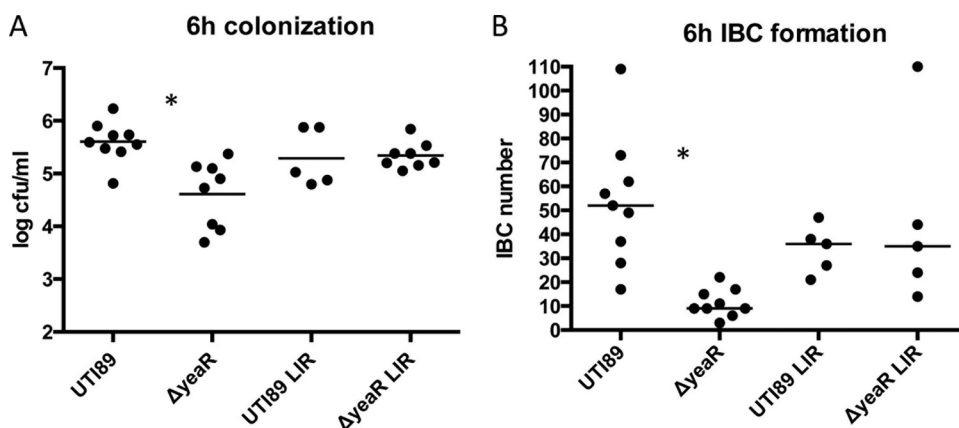 A
6h colonization
7
6
5
4
3
2
log cfu/ml
*
UTI89
ΔyeaR
UTI89 LIR
ΔyeaR LIR
B
6h IBC formation
110
100
90
80
70
60
50
40
30
20
10
0
IBC number
*
UTI89
ΔyeaR
UTI89 LIR
ΔyeaR LIR